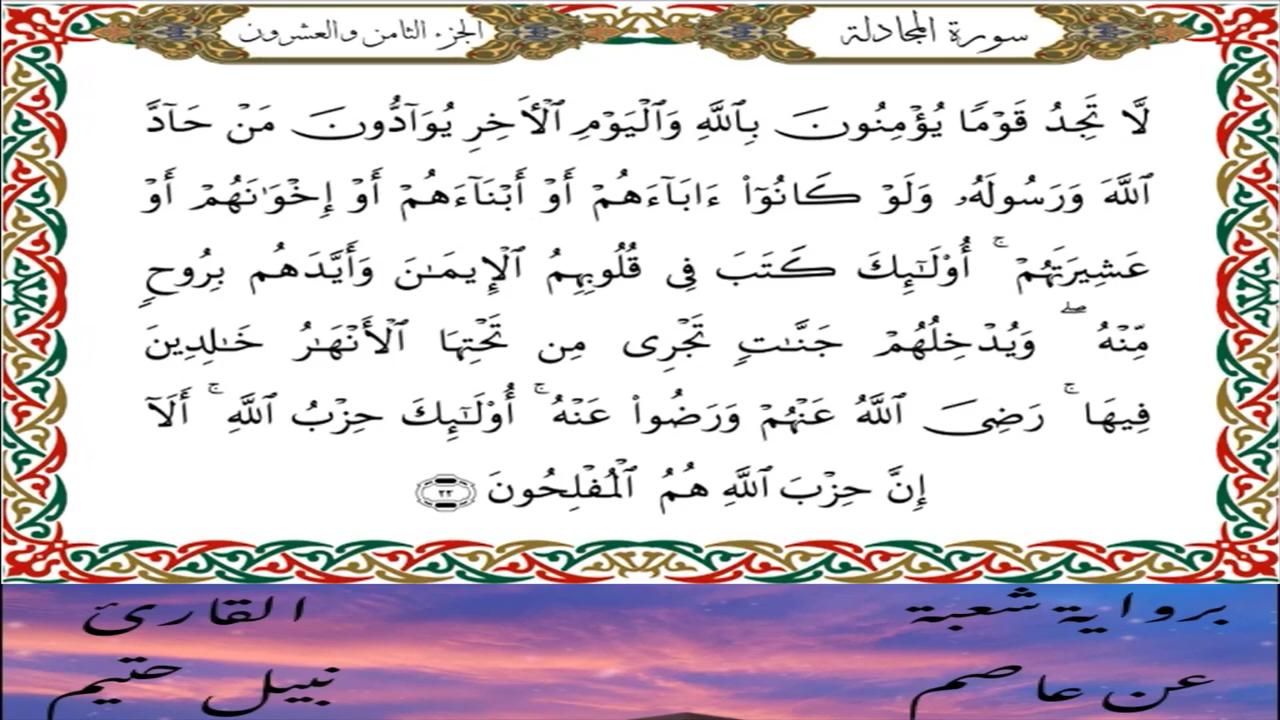 سورة المجادلة
الجزء الثامن والعشرون
لَّا تَجِدُ قَوْمًا يُؤْمِنُونَ بِٱللَّهِ وَٱلْيَوْمِ ٱلْأَخِرِ يُوَآدُّونَ مَنْ حَآدَّ
ٱللَّهَ وَرَسُولَهُۥ وَلَوْ كَانُوٓا۟ ءَابَآءَهُمْ أَوْ أَبْنَآءَهُمْ أَوْ إِخْوَٰنَهُمْ أَوْ
عَشِيرَتَهُمْ ۚ أُو۟لَٰٓئِكَ كَتَبَ فِى قُلُوبِهِمُ ٱلْإِيمَٰنَ وَأَيَّدَهُم بِرُوحٍ
مِّنْهُ ۖ وَيُدْخِلُهُمْ جَنَّٰتٍ تَجْرِى مِن تَحْتِهَا ٱلْأَنْهَٰرُ خَٰلِدِينَ
فِيهَا ۚ رَضِىَ ٱللَّهُ عَنْهُمْ وَرَضُوا۟ عَنْهُ ۚ أُو۟لَٰٓئِكَ حِزْبُ ٱللَّهِ ۚ أَلَآ
إِنَّ حِزْبَ ٱللَّهِ هُمُ ٱلْمُفْلِحُونَ ٢٢
برواية شعبة
عن عاصم
القارئ
نبيل حتيم